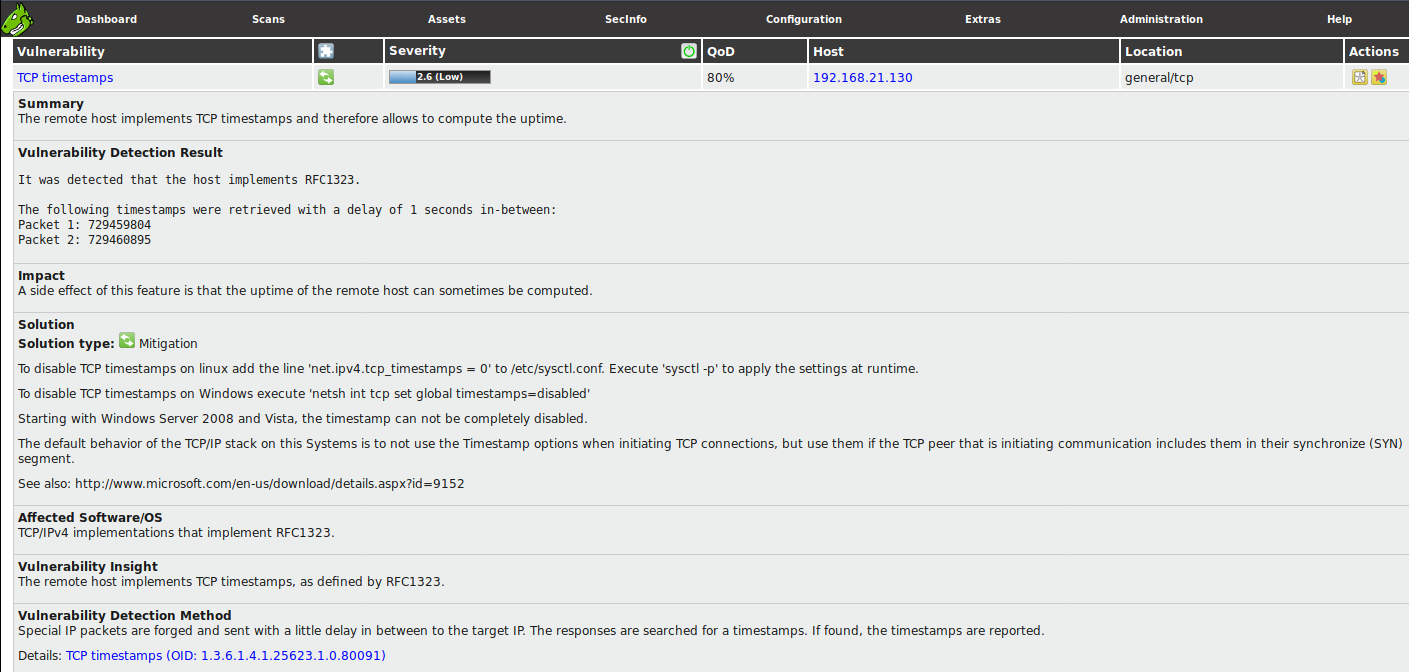 Dashboard Scans Assets SecInfo Configuration Extras Administration Help
Vulnerability Severity QoD Host Location Actions
TCP timestamps 2.6 (Low) 80% 192.168.21.130 general/tcp
Summary
The remote host implements TCP timestamps and therefore allows to compute the uptime.
Vulnerability Detection Result
It was detected that the host implements RFC1323.
The following timestamps were retrieved with a delay of 1 seconds in-between:
Packet 1: 729459804
Packet 2: 729460895
Impact
A side effect of this feature is that the uptime of the remote host can sometimes be computed.
Solution
Solution type: Mitigation
To disable TCP timestamps on linux add the line 'net.ipv4.tcp_timestamps = 0' to /etc/sysctl.conf. Execute 'sysctl -p' to apply the settings at runtime.
To disable TCP timestamps on Windows execute 'netsh int tcp set global timestamps=disabled'
Starting with Windows Server 2008 and Vista, the timestamp can not be completely disabled.
The default behavior of the TCP/IP stack on this Systems is to not use the Timestamp options when initiating TCP connections, but use them if the TCP peer that is initiating communication includes them in their synchronize (SYN)
segment.
See also: http://www.microsoft.com/en-us/download/details.aspx?id=9152
Affected Software/OS
TCP/IPv4 implementations that implement RFC1323.
Vulnerability Insight
The remote host implements TCP timestamps, as defined by RFC1323.
Vulnerability Detection Method
Special IP packets are forged and sent with a little delay in between to the target IP. The responses are searched for a timestamps. If found, the timestamps are reported.
Details: TCP timestamps (OID: 1.3.6.1.4.1.25623.1.0.80091)